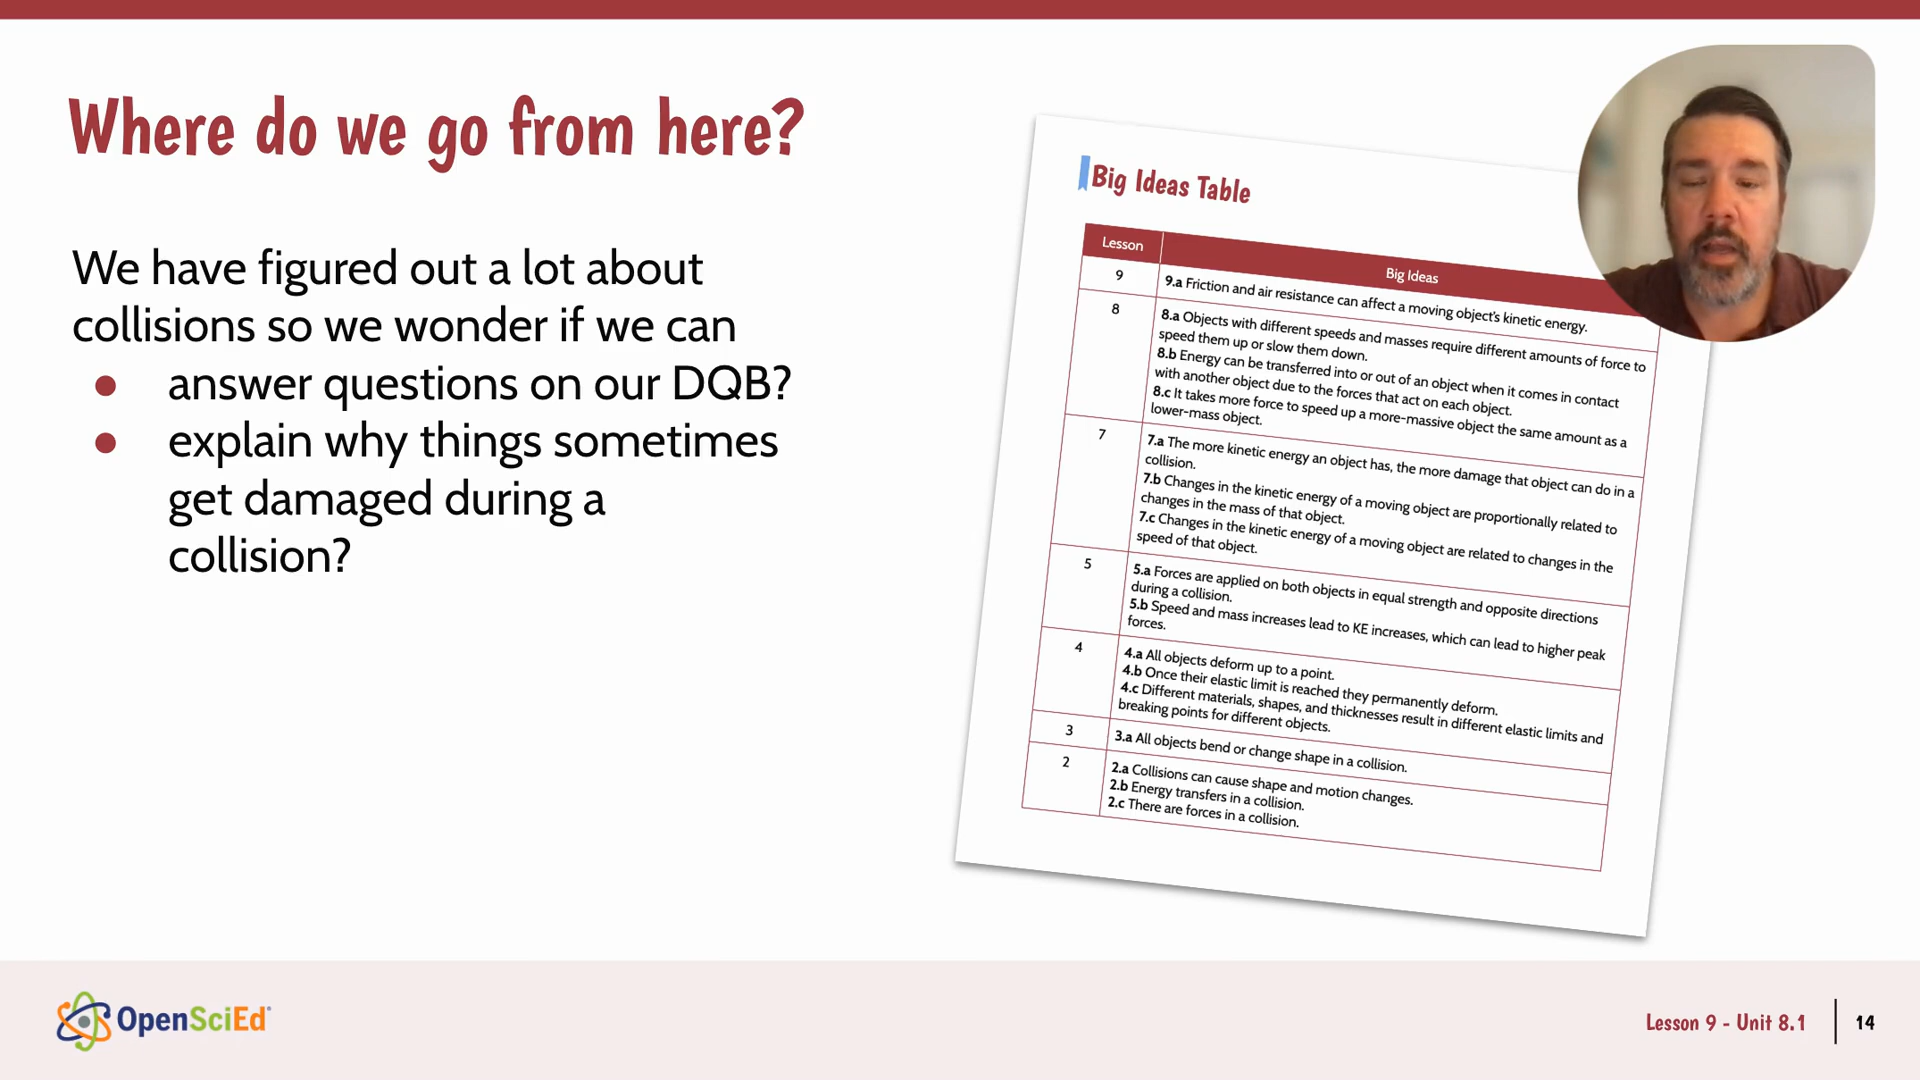 Where do we go from here?
We have figured out a lot about
collisions so we wonder if we can
● answer questions on our DQB?
● explain why things sometimes
get damaged during a
collision?
Big Ideas Table
Lesson
Big Ideas
9
9.a Friction and air resistance can affect a moving object's kinetic energy.
8
8.a Objects with different speeds and masses require different amounts of force to
speed them up or slow them down.
8.b Energy can be transferred into or out of an object when it comes in contact
with another object due to the forces that act on each object.
8.c It takes more force to speed up a more-massive object the same amount as a
lower-mass object.
7
7.a The more kinetic energy an object has, the more damage that object can do in a
collision.
7.b Changes in the kinetic energy of a moving object are proportionally related to
changes in the mass of that object.
7.c Changes in the kinetic energy of a moving object are related to changes in the
speed of that object.
5
5.a Forces are applied on both objects in equal strength and opposite directions
during a collision.
5.b Speed and mass increases lead to KE increases, which can lead to higher peak
forces.
4
4.a All objects deform up to a point.
4.b Once their elastic limit is reached they permanently deform.
4.c Different materials, shapes, and thicknesses result in different elastic limits and
breaking points for different objects.
3
3.a All objects bend or change shape in a collision.
2
2.a Collisions can cause shape and motion changes.
2.b Energy transfers in a collision.
2.c There are forces in a collision.
OpenSciEd
Lesson 9 - Unit 8.1
14